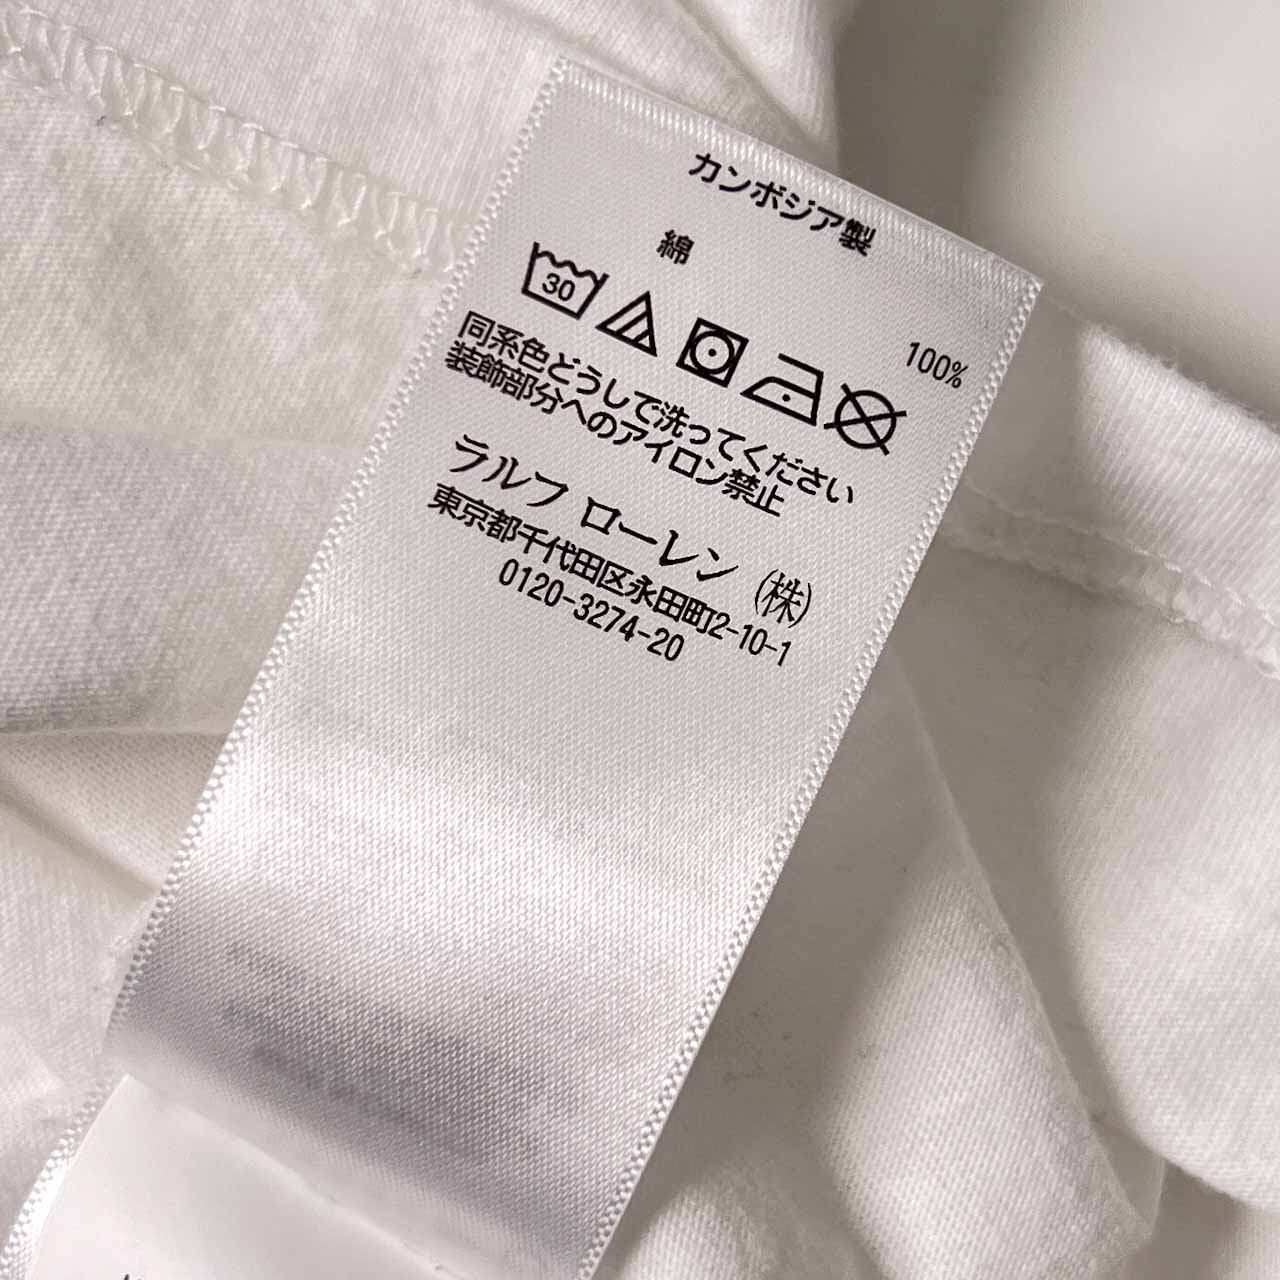 カンボジア製
綿 100%
30
同系色どうしで洗ってください
装飾部分へのアイロン禁止
ラルフ ローレン (株)
東京都千代田区永田町2-10-1
0120-3274-20